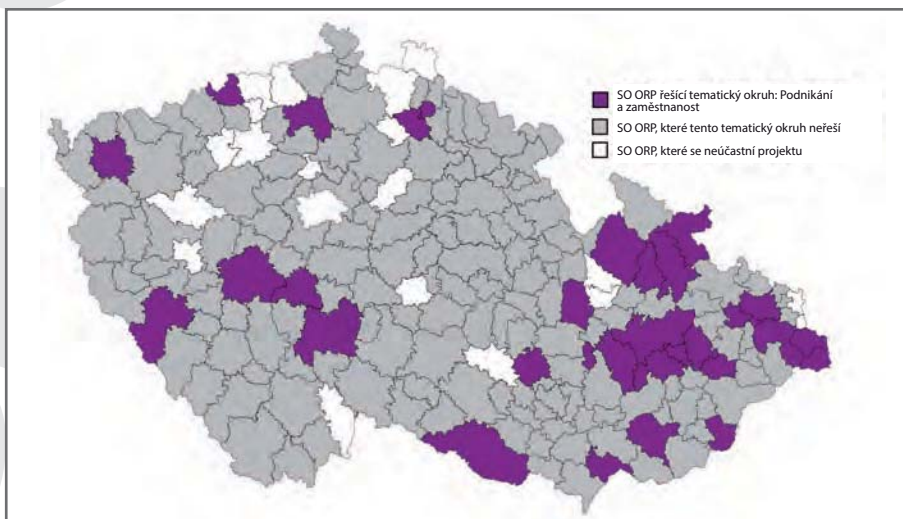 SO ORP řešící tematický okruh: Podnikání
a zaměstnanost
SO ORP, které tento tematický okruh neřeší
SO ORP, které se neúčastní projektu